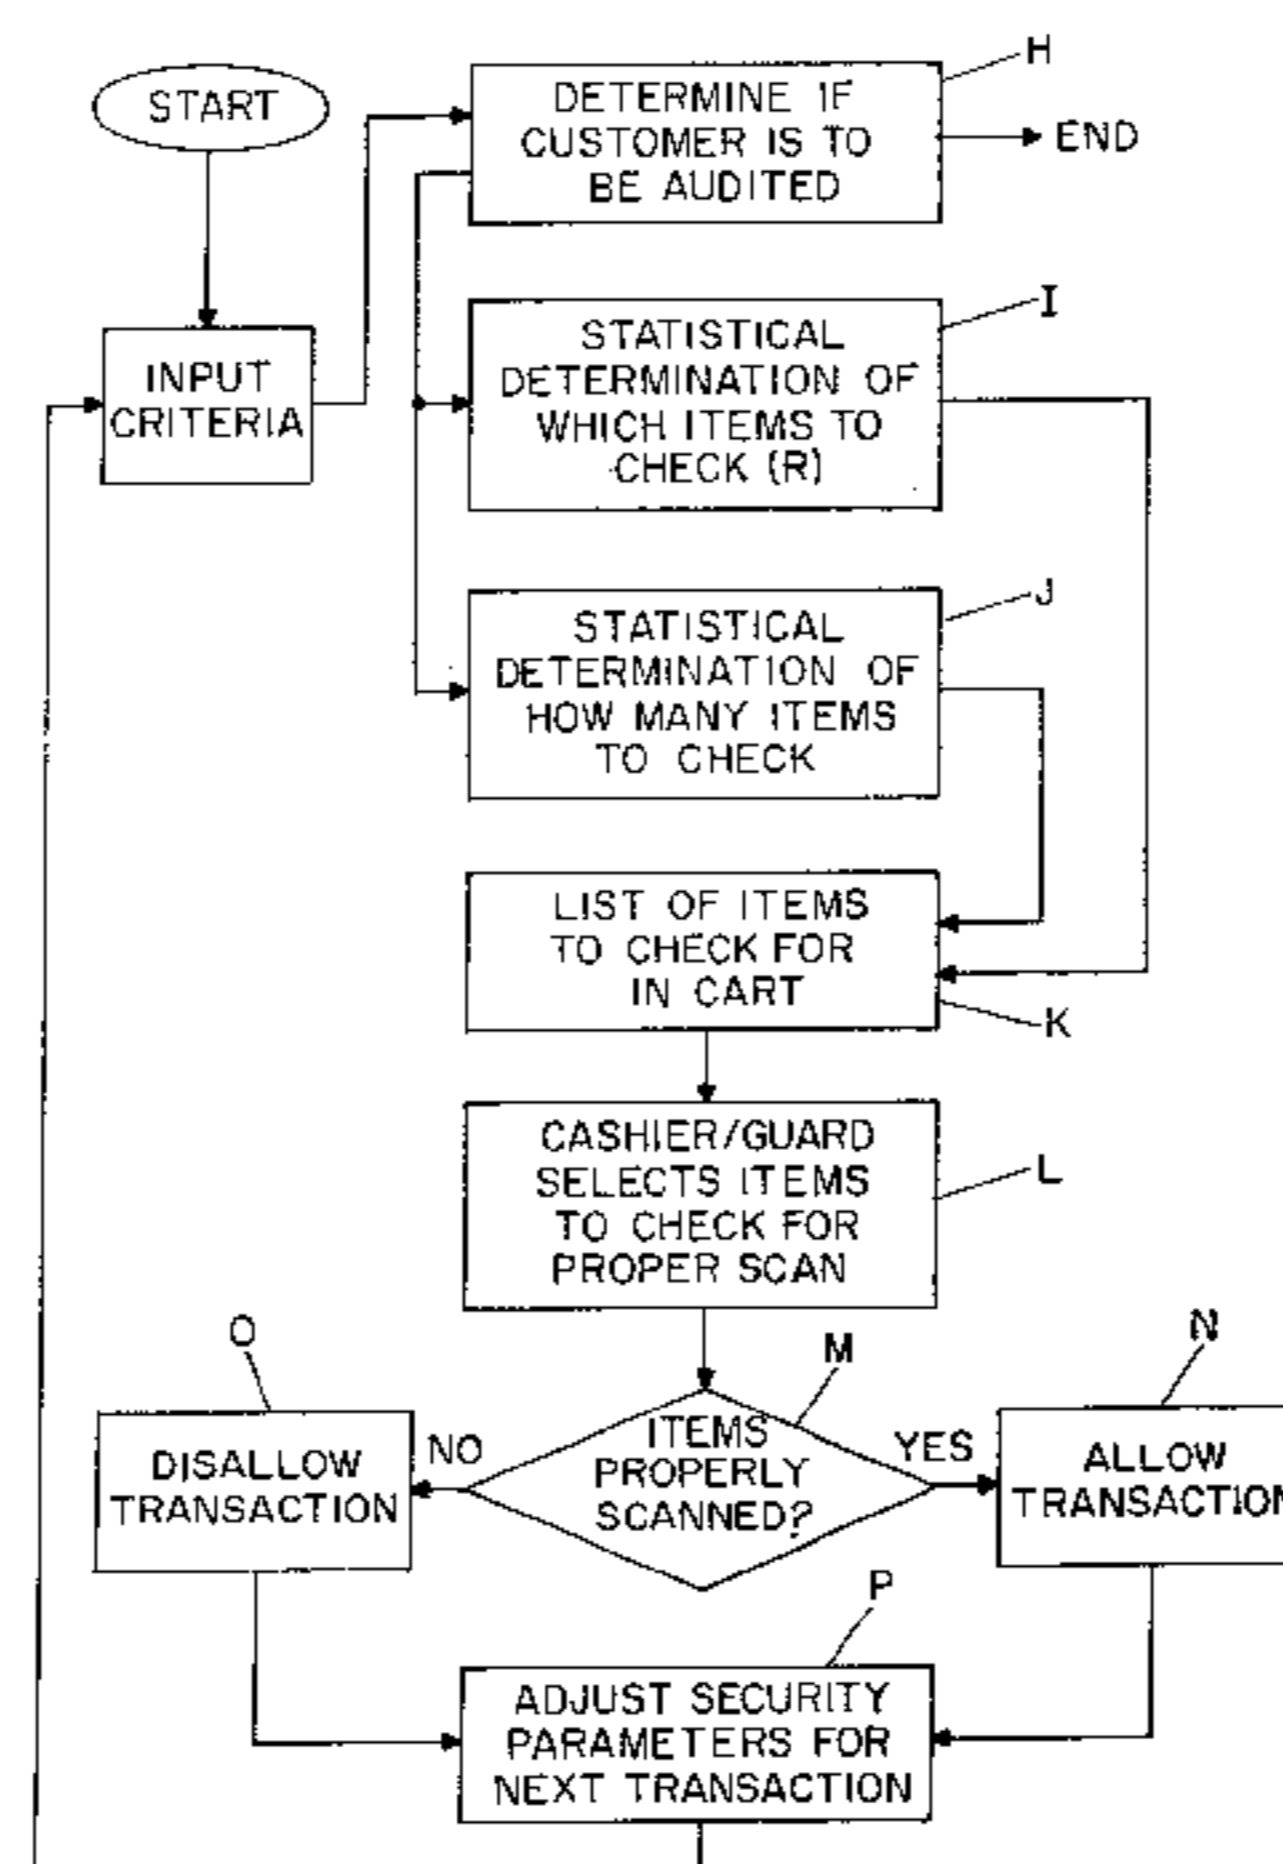 START
DETERMINE IF
CUSTOMER IS TO
BE AUDITED
H
END
INPUT
CRITERIA
STATISTICAL
DETERMINATION OF
WHICH ITEMS TO
CHECK (R)
I
STATISTICAL
DETERMINATION OF
HOW MANY ITEMS
TO CHECK
J
LIST OF ITEMS
TO CHECK FOR
IN CART
K
CASHIER/GUARD
SELECTS ITEMS
TO CHECK FOR
PROPER SCAN
L
M
ITEMS
PROPERLY
SCANNED?
NO
YES
O
DISALLOW
TRANSACTION
N
ALLOW
TRANSACTION
P
ADJUST SECURITY
PARAMETERS FOR
NEXT TRANSACTION